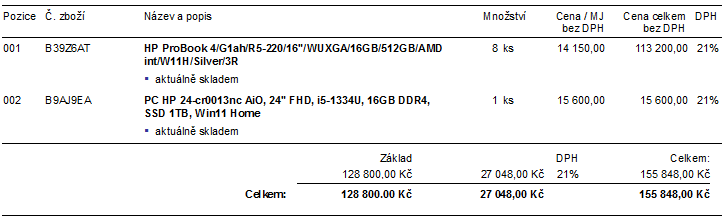 Pozice Č. zboží Název a popis Množství Cena / MJ bez DPH Cena celkem bez DPH DPH
001 B39Z6AT HP ProBook 4/G1ah/R5-220/16"/WUXGA/16GB/512GB/AMD 8 ks 14 150,00 113 200,00 21%
int/W11H/Silver/3R
▪ aktuálně skladem
002 B9AJ9EA PC HP 24-cr0013nc AiO, 24" FHD, i5-1334U, 16GB DDR4, 1 ks 15 600,00 15 600,00 21%
SSD 1TB, Win11 Home
▪ aktuálně skladem
Základ DPH Celkem:
128 800,00 Kč 27 048,00 Kč 21% 155 848,00 Kč
Celkem: 128 800.00 Kč 27 048,00 Kč 155 848,00 Kč